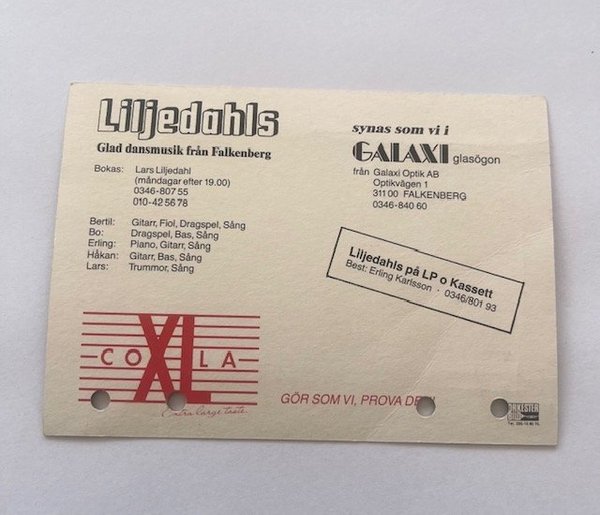 Liljedahls
Glad dansmusik från Falkenberg
Bokas: Lars Liljedahl
(måndagar efter 19.00)
0346-807 55
010-42 56 78
Bertil: Gitarr, Fiol, Dragspel, Sång
Bo: Dragspel, Bas, Sång
Erling: Piano, Gitarr, Sång
Håkan: Gitarr, Bas, Sång
Lars: Trummor, Sång
synas som vi i
GALAXI glasögon
från Galaxi Optik AB
Optikvägen 1
311 00 FALKENBERG
0346-840 60
Liljedahls på LP o Kassett
Best: Erling Karlsson · 0346/801 93
CO XL LA
Extra large taste.
GÖR SOM VI, PROVA
ORKESTER